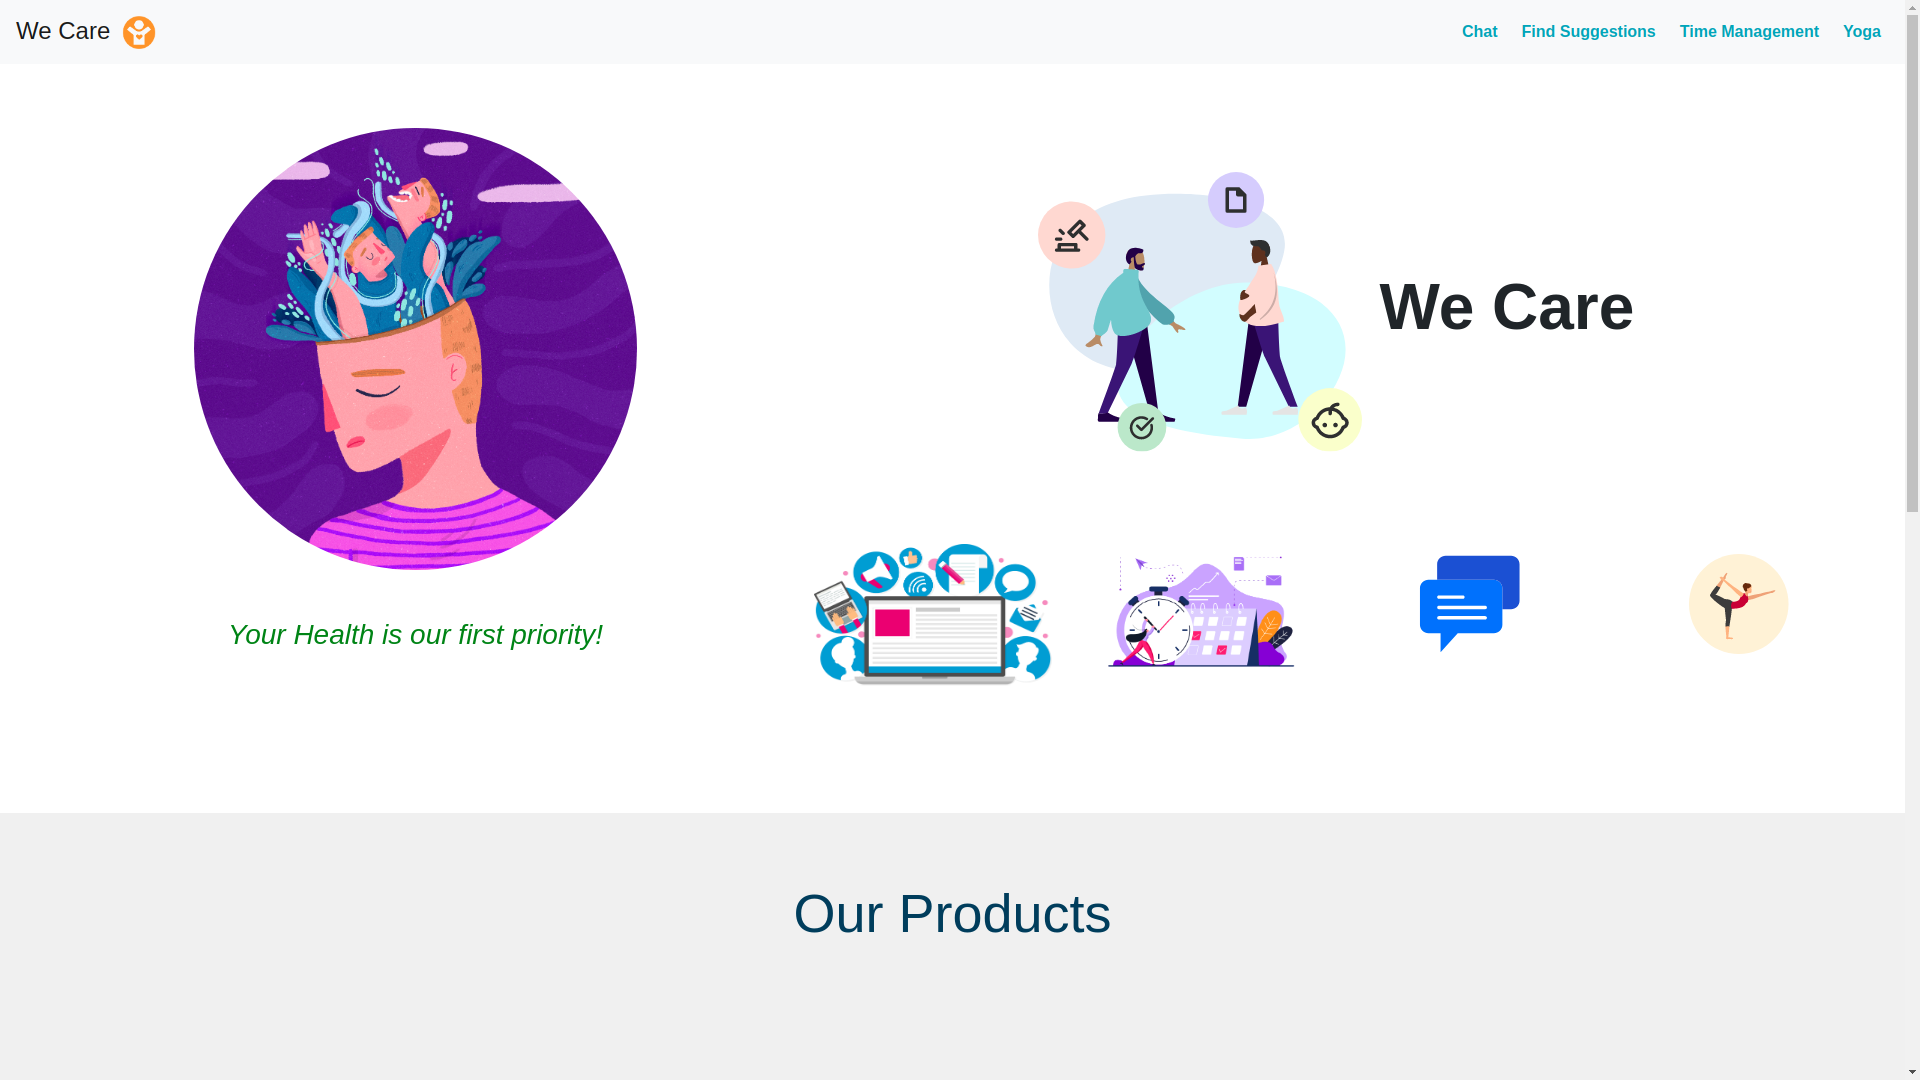 We Care
Chat Find Suggestions Time Management Yoga
We Care
Your Health is our first priority!
Our Products